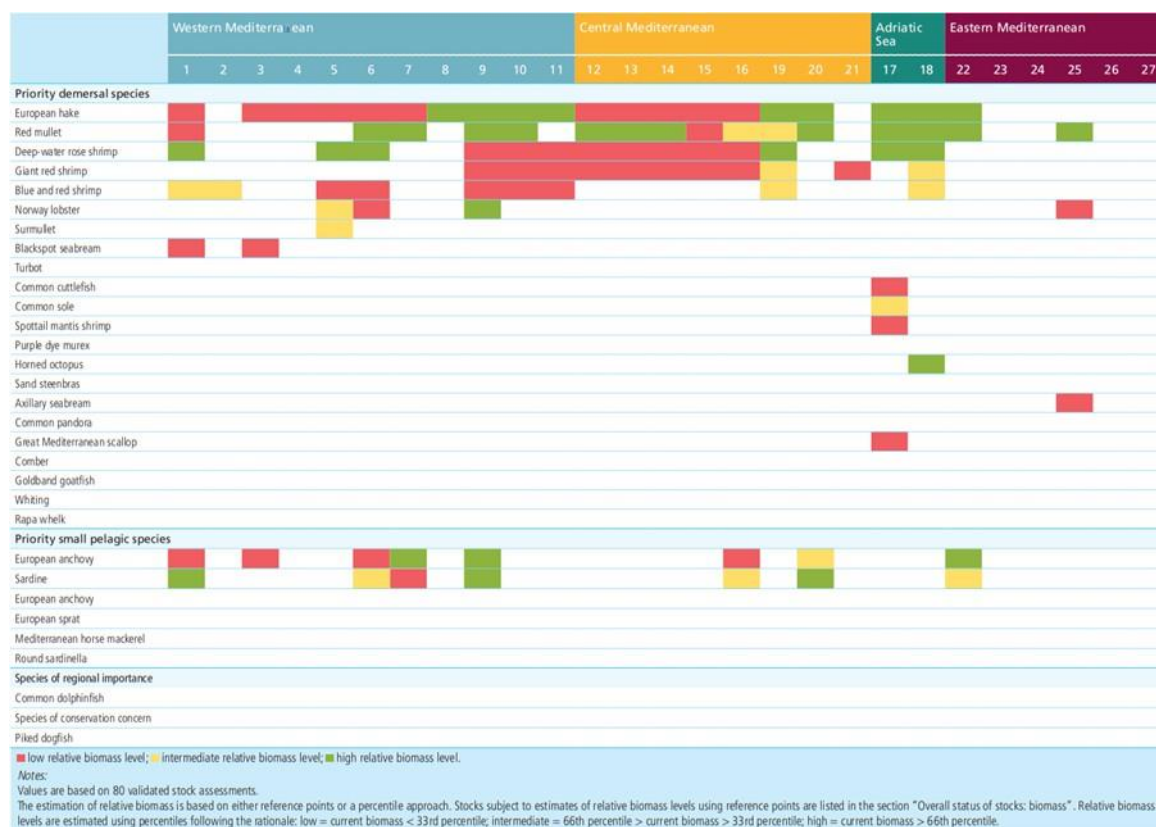 Western Mediterra ean Central Mediterranean Adriatic Eastern Mediterranean
Sea
1 2 3 4 5 6 7 8 9 10 11 12 13 14 15 16 19 20 21 17 18 22 23 24 25 26 27
Priority demersal species
European hake
Red mullet
Deep-water rose shrimp
Giant red shrimp
Blue and red shrimp
Norway lobster
Surmullet
Blackspot seabream
Turbot
Common cuttlefish
Common sole
Spottail mantis shrimp
Purple dye murex
Horned octopus
Sand steenbras
Axillary seabream
Common pandora
Great Mediterranean scallop
Comber
Goldband goatfish
Whiting
Rapa whelk
Priority small pelagic species
European anchovy
Sardine
European anchovy
European sprat
Mediterranean horse mackerel
Round sardinella
Species of regional importance
Common dolphinfish
Species of conservation concern
Piked dogfish
low relative biomass level; intermediate relative biomass level; high relative biomass level.
Notes:
Values are based on 80 validated stock assessments.
The estimation of relative biomass is based on either reference points or a percentile approach. Stocks subject to estimates of relative biomass levels using reference points are listed in the section "Overall status of stocks: biomass". Relative biomass
levels are estimated using percentiles following the rationale: low = current biomass < 33rd percentile; intermediate = 66th percentile > current biomass > 33rd percentile; high = current biomass > 66th percentile.